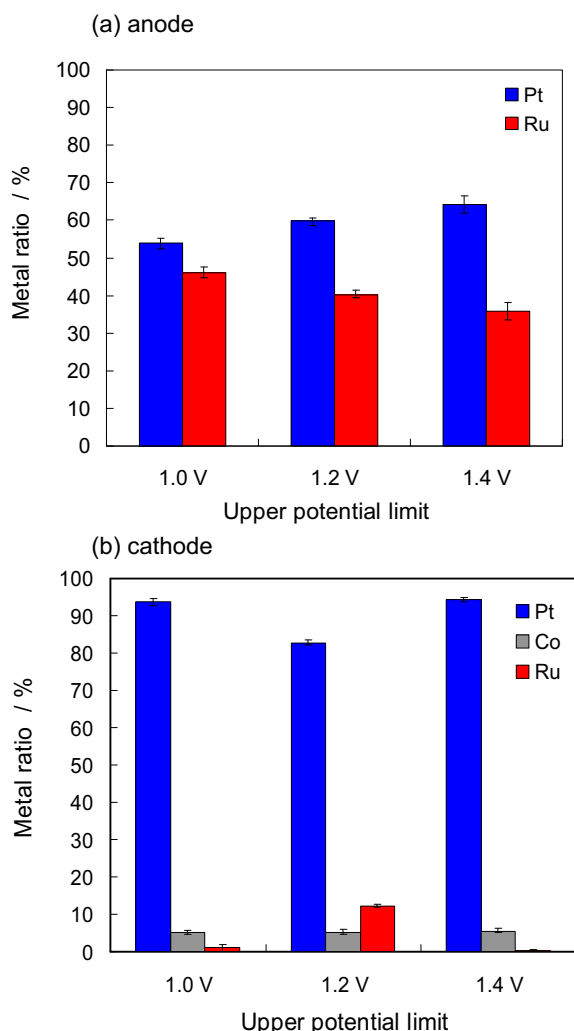 (a) anode
100
90
80
70
60
50
40
30
20
10
0
Metal ratio / %
Pt
Ru
1.0 V 1.2 V 1.4 V
Upper potential limit
(b) cathode
100
90
80
70
60
50
40
30
20
10
0
Metal ratio / %
Pt
Co
Ru
1.0 V 1.2 V 1.4 V
Upper potential limit